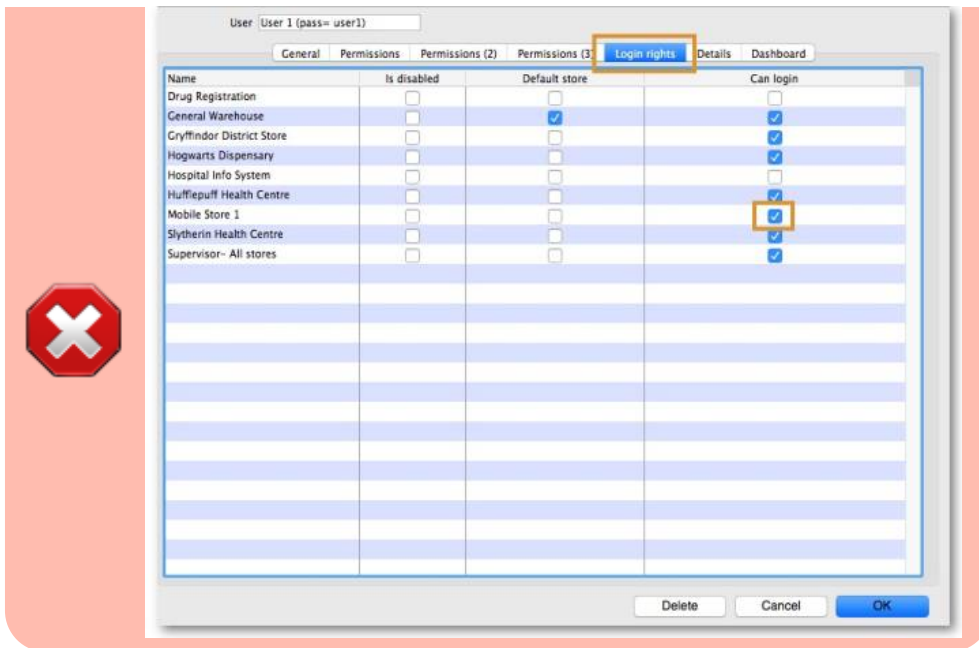 User User 1 (pass= user1)
General Permissions Permissions (2) Permissions (3) Login rights Details Dashboard
Name Is disabled Default store Can login
Drug Registration
General Warehouse
Gryffindor District Store
Hogwarts Dispensary
Hospital Info System
Hufflepuff Health Centre
Mobile Store 1
Slytherin Health Centre
Supervisor- All stores
Delete Cancel OK